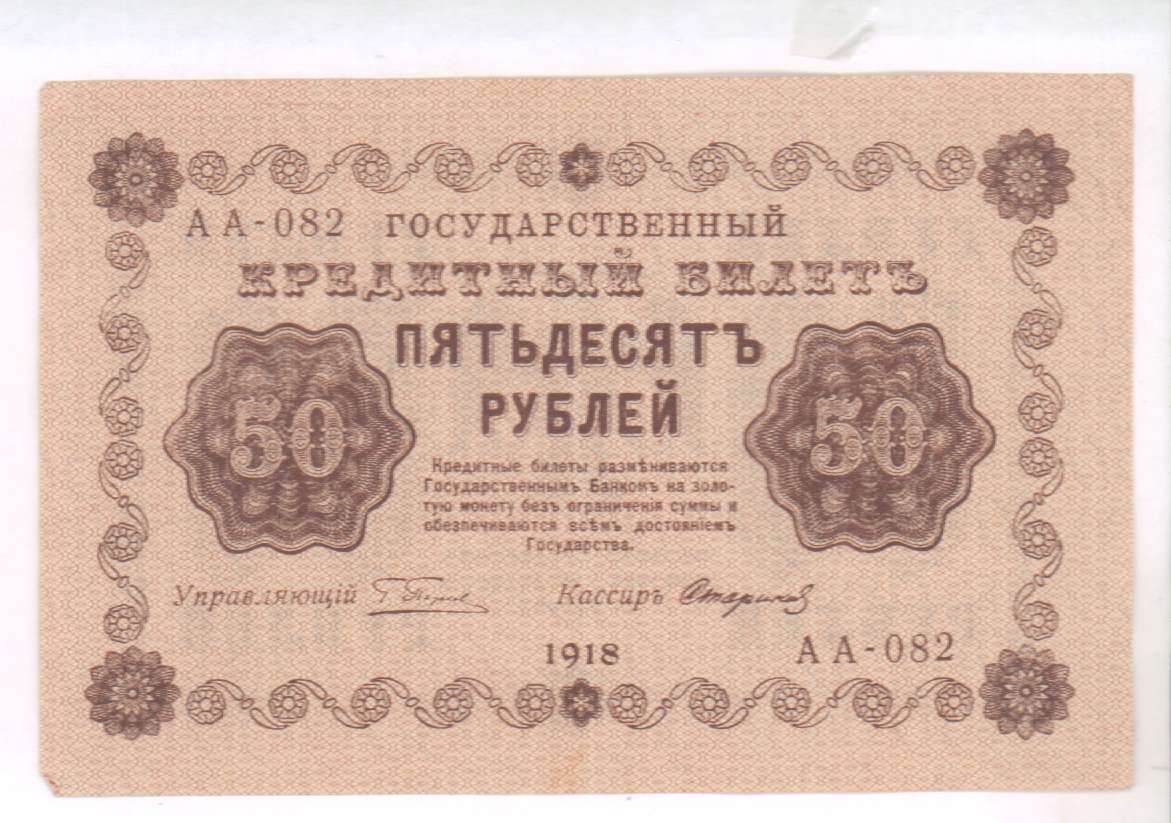 АА-082 ГОСУДАРСТВЕННЫЙ
КРЕДИТНЫЙ БИЛЕТЪ
ПЯТЬДЕСЯТЪ
РУБЛЕЙ
50
50
Кредитные билеты размѣниваются
Государственнымъ Банкомъ на золо-
тую монету безъ ограниченія суммы и
обезпечиваются всѣмъ достояніемъ
Государства.
Управляющій Кассиръ
1918 АА-082